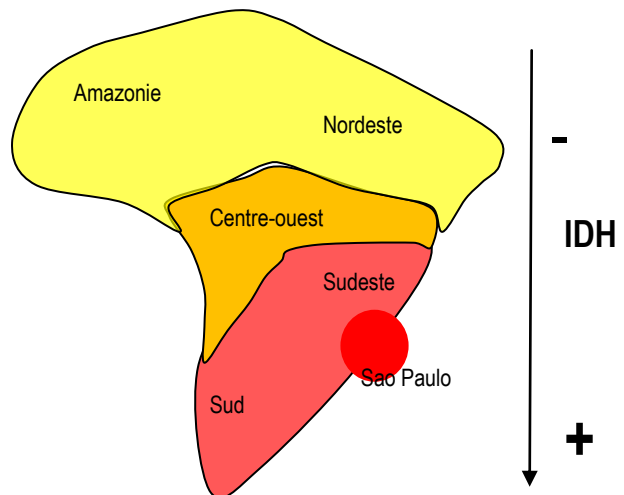 Amazonie
Nordeste
-
Centre-ouest
IDH
Sudeste
Sao Paulo
Sud
+